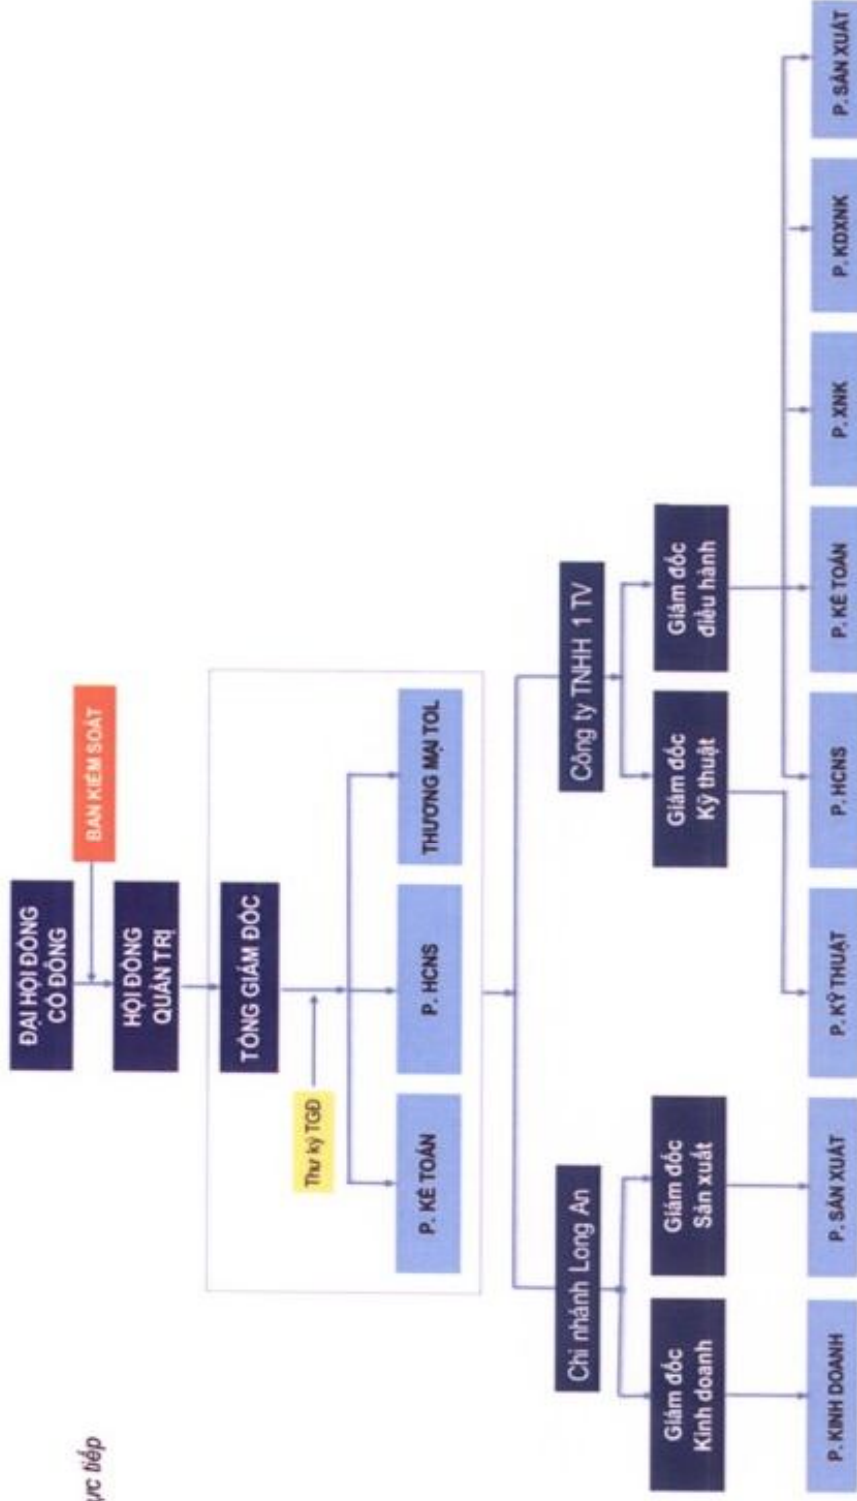 ĐẠI HỘI ĐỒNG
CỔ ĐÔNG
BAN KIỂM SOÁT
HỘI ĐỒNG
QUẢN TRỊ
TỔNG GIÁM ĐỐC
Thư ký TGĐ
P. KẾ TOÁN
P. HCNS
THƯƠNG MẠI TOL
Chi nhánh Long An
Công ty TNHH 1 TV
Giám đốc
Kinh doanh
Giám đốc
Sản xuất
Giám đốc
Kỹ thuật
Giám đốc
điều hành
P. KINH DOANH
P. SẢN XUẤT
P. KỸ THUẬT
P. HCNS
P. KẾ TOÁN
P. XNK
P. KDXNK
P. SẢN XUẤT
tiếp